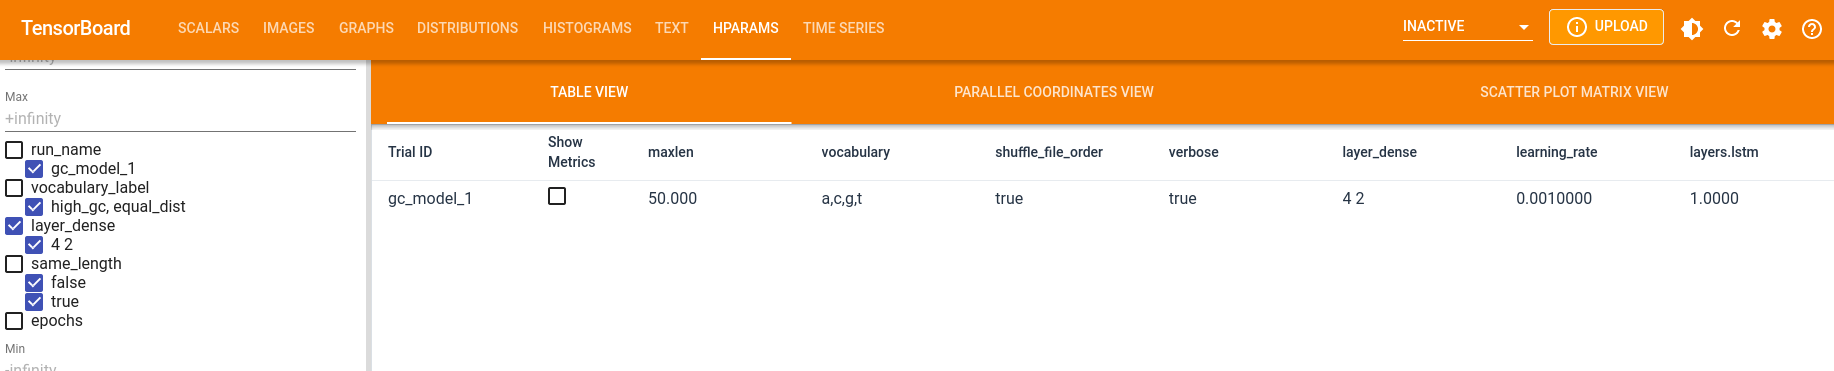 TensorBoard SCALARS IMAGES GRAPHS DISTRIBUTIONS HISTOGRAMS TEXT HPARAMS TIME SERIES INACTIVE UPLOAD
-infinity
Max
+infinity
run_name
gc_model_1
vocabulary_label
high_gc, equal_dist
layer_dense
4 2
same_length
false
true
epochs
Min
-infinity
TABLE VIEW PARALLEL COORDINATES VIEW SCATTER PLOT MATRIX VIEW
Trial ID Show Metrics maxlen vocabulary shuffle_file_order verbose layer_dense learning_rate layers.lstm
gc_model_1 50.000 a,c,g,t true true 4 2 0.0010000 1.0000